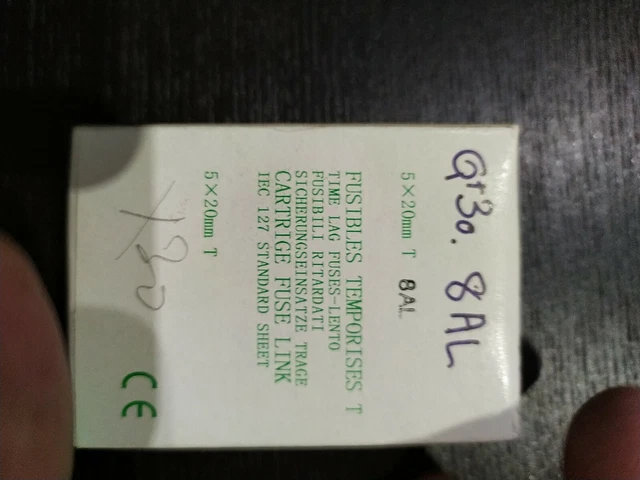 Gt30. 8AL
5×20mm T 8AL
FUSIBLES TEMPORISES T
TIME LAG FUSES-LENTO
FUSIBILI RITARDATI
SICHERUNGSEINSATZE TRAGE
CARTRIGE FUSE LINK
IEC 127 STANDARD SHEET
5×20mm T
CE